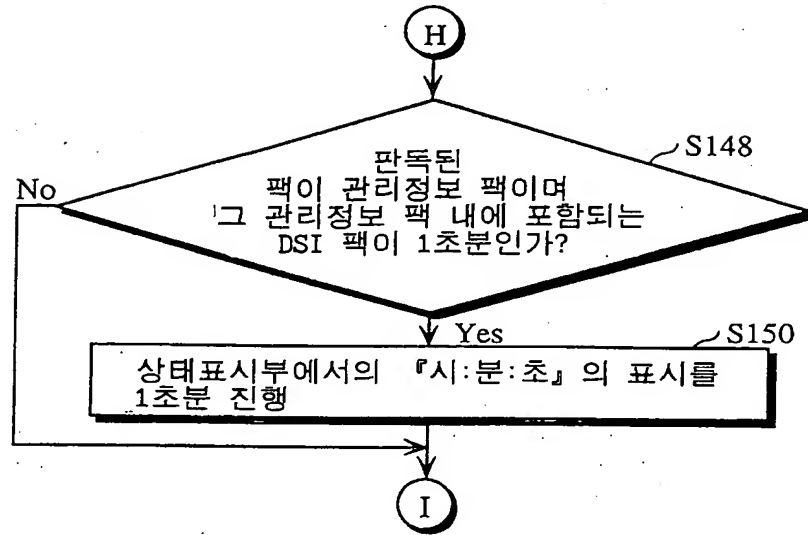 H
S148
판독된
팩이 관리정보 팩이며
그 관리정보 팩 내에 포함되는
DSI 팩이 1초분인가?
No
Yes
S150
상태표시부에서의 『시:분:초』의 표시를
1초분 진행
I